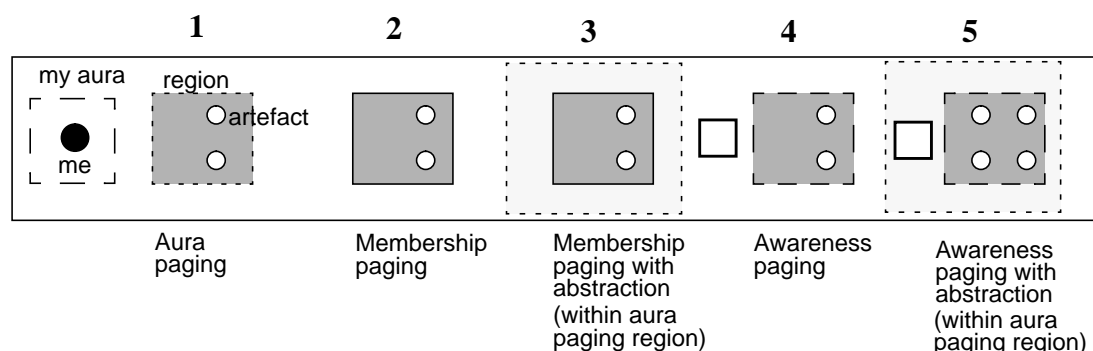 1 2 3 4 5
my aura
region
artefact
me
Aura
paging
Membership
paging
Membership
paging with
abstraction
(within aura
paging region)
Awareness
paging
Awareness
paging with
abstraction
(within aura
paging region)